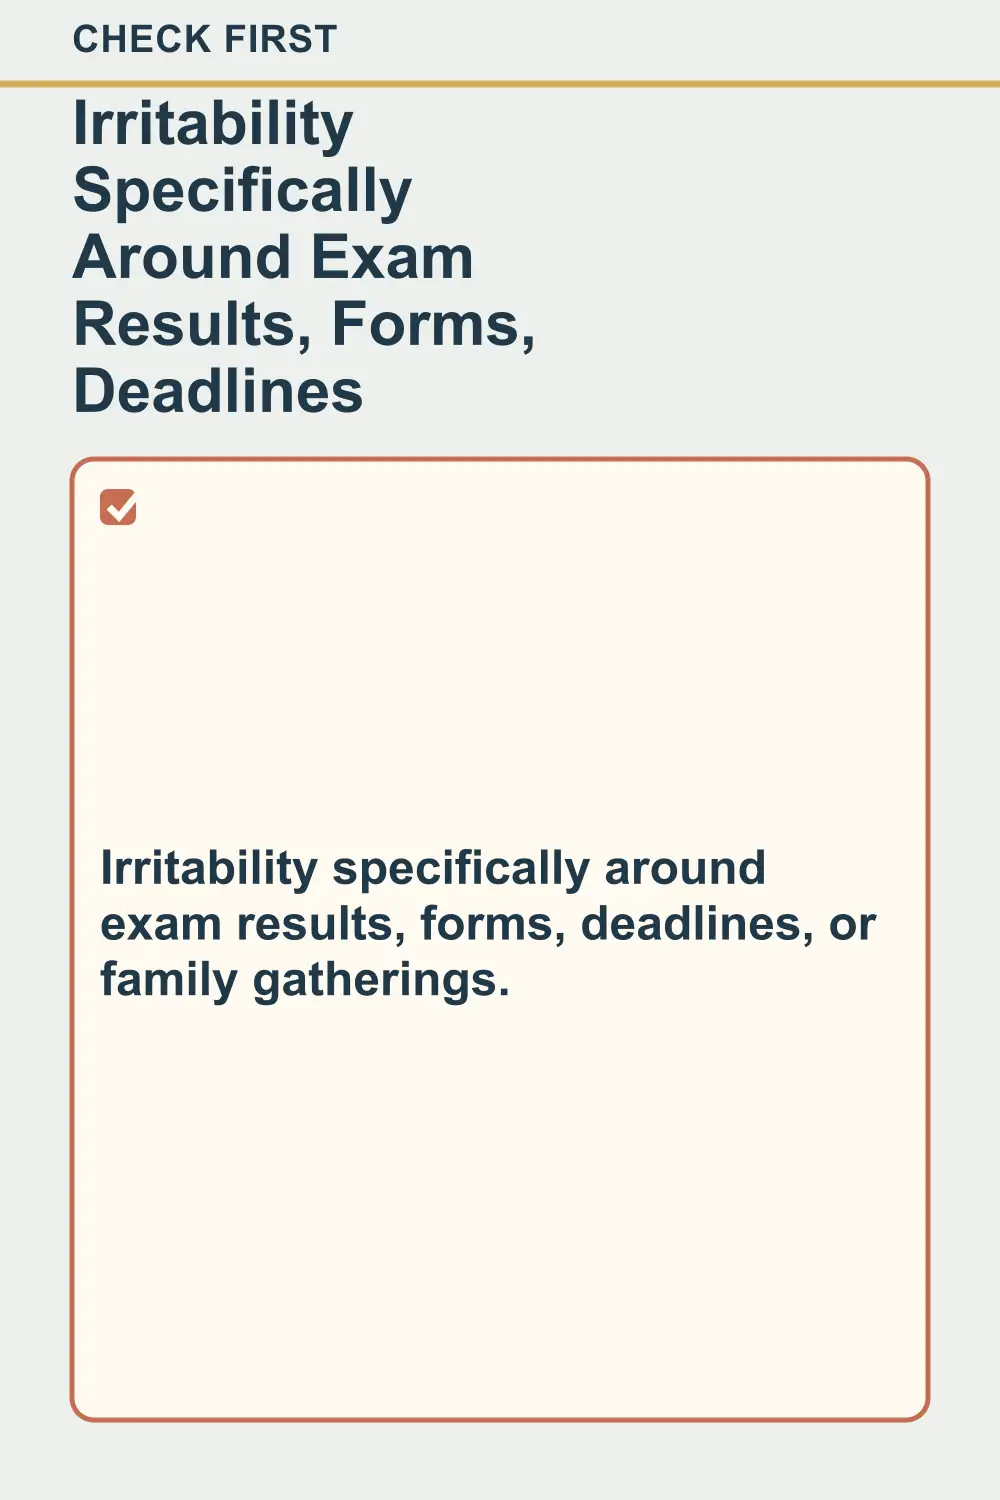 CHECK FIRST
Irritability
Specifically
Around Exam
Results, Forms,
Deadlines
Irritability specifically around
exam results, forms, deadlines, or
family gatherings.